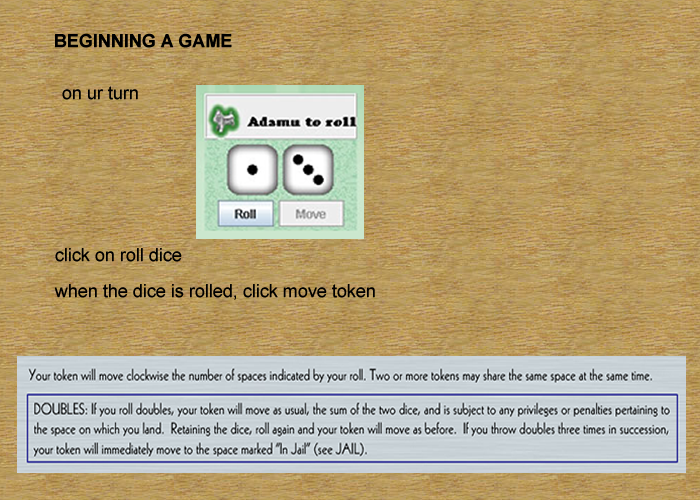 BEGINNING A GAME
on ur turn
Adamu to roll
Roll
Move
click on roll dice
when the dice is rolled, click move token
Your token will move clockwise the number of spaces indicated by your roll. Two or more tokens may share the same space at the same time.
DOUBLES: If you roll doubles, your token will move as usual, the sum of the two dice, and is subject to any privileges or penalties pertaining to
the space on which you land. Retaining the dice, roll again and your token will move as before. If you throw doubles three times in succession,
your token will immediately move to the space marked "In Jail" (see JAIL).